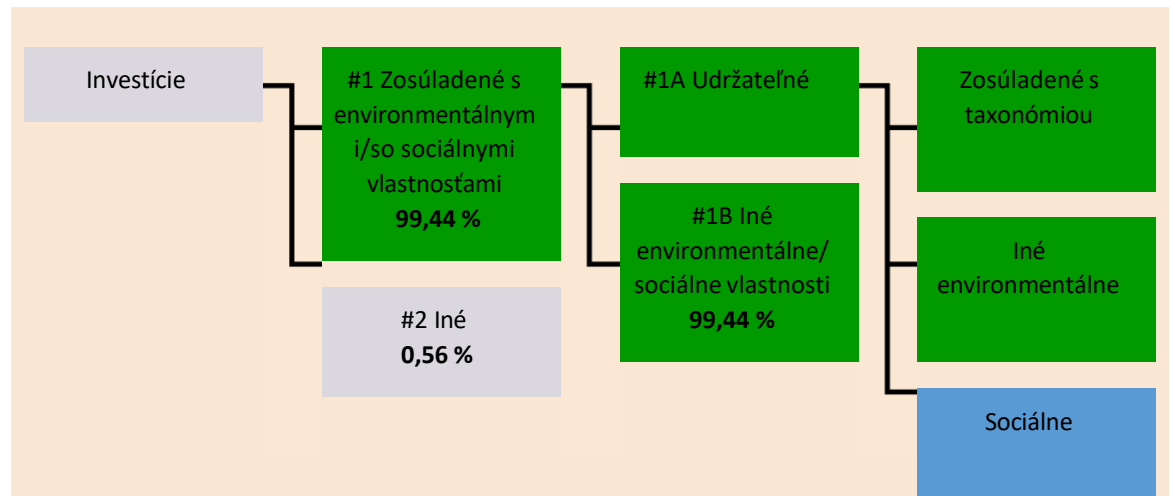 Investície
#1 Zosúladené s
environmentálnym
i/so sociálnymi
vlastnosťami
99,44 %
#2 Iné
0,56 %
#1A Udržateľné
#1B Iné
environmentálne/
sociálne vlastnosti
99,44 %
Zosúladené s
taxonómiou
Iné
environmentálne
Sociálne